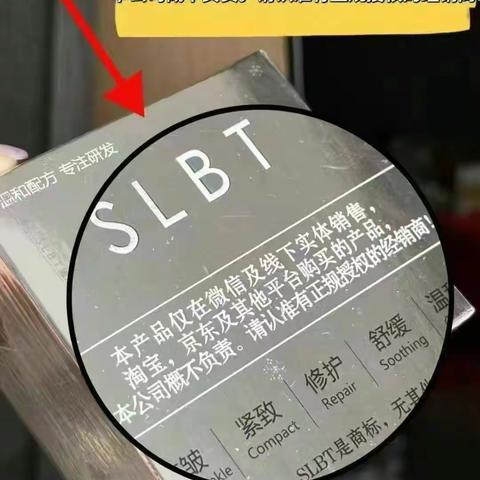 温和配方 专注研发
SLBT
本产品仅在微信及线下实体销售，
淘宝，京东及其他平台购买的产品，
本公司概不负责。请认准有正规授权的经销商！
紧致
Compact
修护
Repair
舒缓
Soothing
SLBT是商标，无其